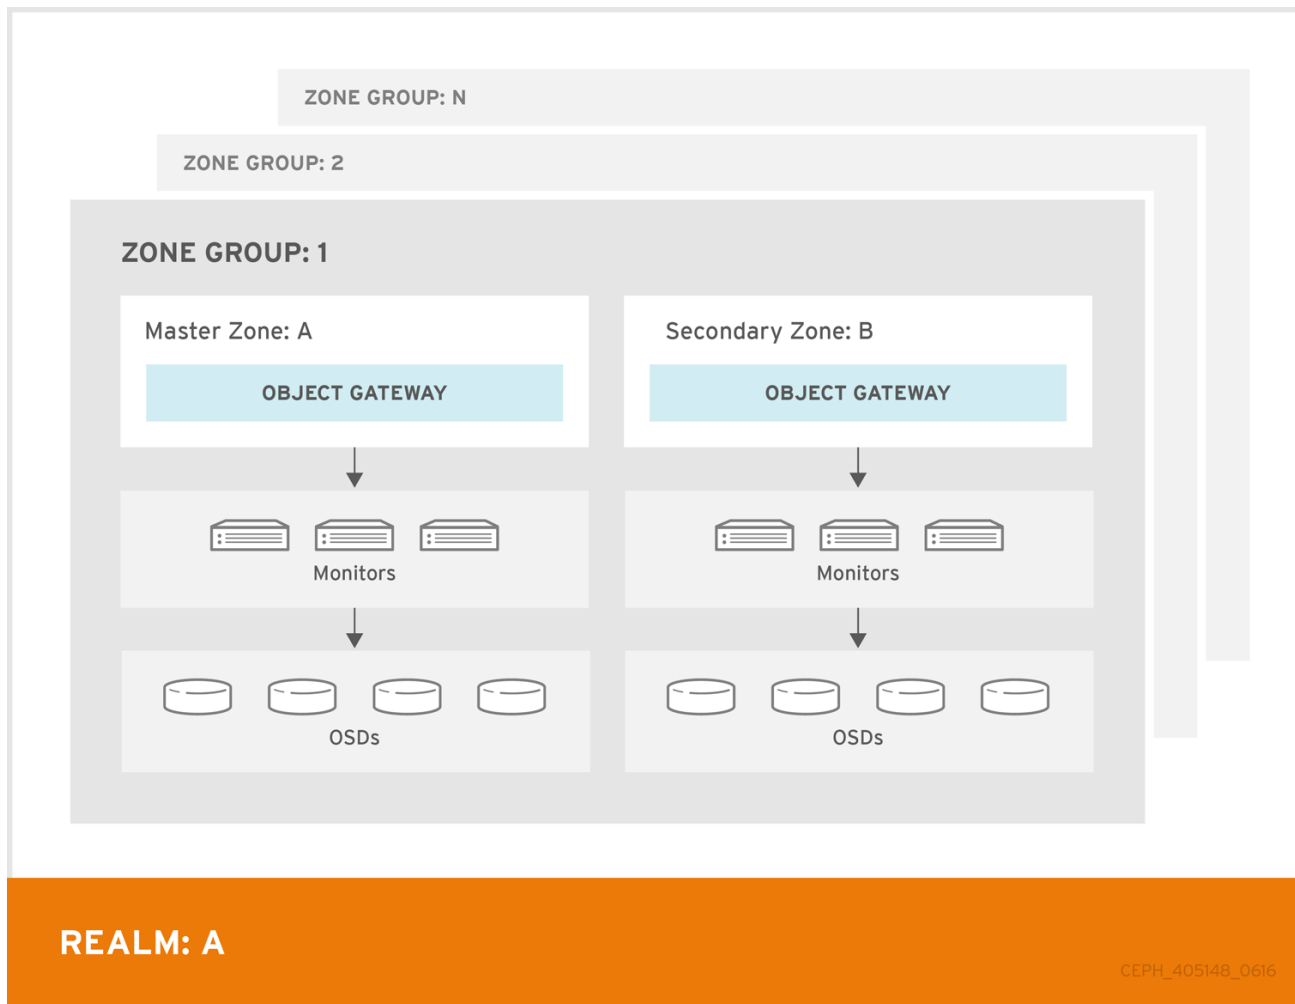 ZONE GROUP: N
ZONE GROUP: 2
ZONE GROUP: 1
Master Zone: A
OBJECT GATEWAY
Monitors
OSDs
Secondary Zone: B
OBJECT GATEWAY
Monitors
OSDs
REALM: A
CEPH_405148_0616